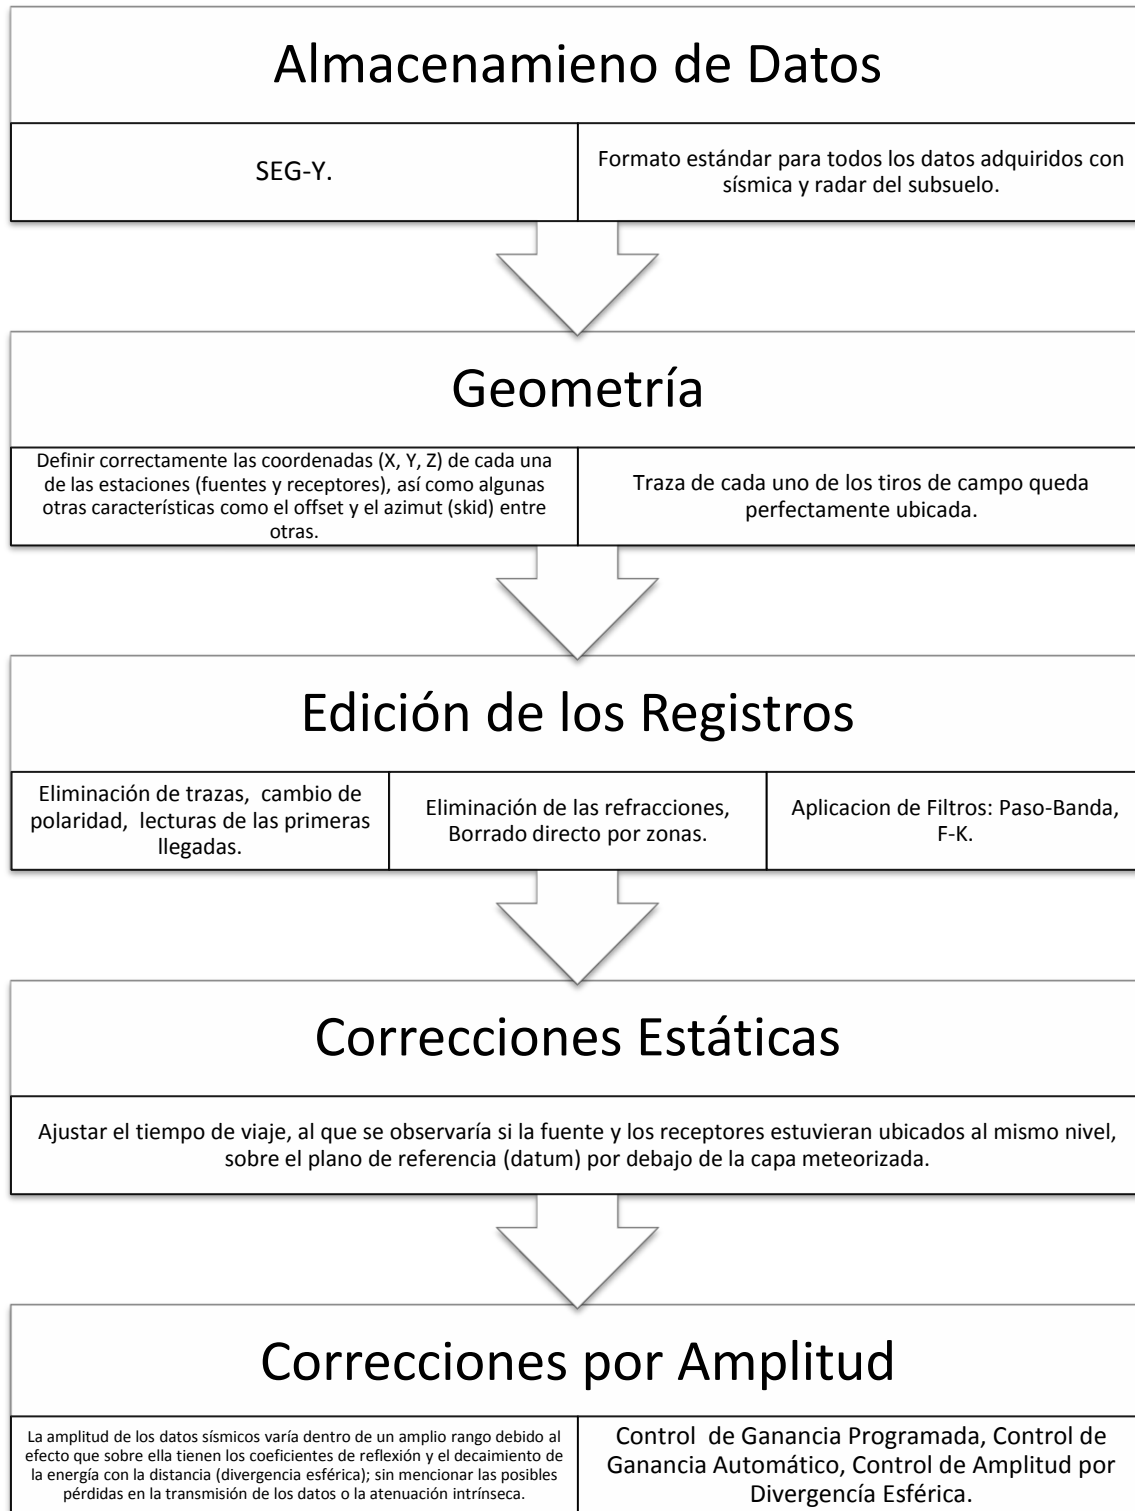 Almacenamieno de Datos
SEG-Y.
Formato estándar para todos los datos adquiridos con
sísmica y radar del subsuelo.
Geometría
Definir correctamente las coordenadas (X, Y, Z) de cada una
de las estaciones (fuentes y receptores), así como algunas
otras características como el offset y el azimut (skid) entre
otras.
Traza de cada uno de los tiros de campo queda
perfectamente ubicada.
Edición de los Registros
Eliminación de trazas, cambio de
polaridad, lecturas de las primeras
llegadas.
Eliminación de las refracciones,
Borrado directo por zonas.
Aplicacion de Filtros: Paso-Banda,
F-K.
Correcciones Estáticas
Ajustar el tiempo de viaje, al que se observaría si la fuente y los receptores estuvieran ubicados al mismo nivel,
sobre el plano de referencia (datum) por debajo de la capa meteorizada.
Correcciones por Amplitud
La amplitud de los datos sísmicos varía dentro de un amplio rango debido al
efecto que sobre ella tienen los coeficientes de reflexión y el decaimiento de
la energía con la distancia (divergencia esférica); sin mencionar las posibles
pérdidas en la transmisión de los datos o la atenuación intrínseca.
Control de Ganancia Programada, Control de
Ganancia Automático, Control de Amplitud por
Divergencía Esférica.